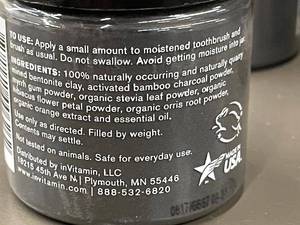 TO USE: Apply a small amount to moistened toothbrush and
brush as usual. Do not swallow. Avoid getting moisture into jar.
INGREDIENTS: 100% naturally occurring and naturally
mined bentonite clay, activated bamboo charcoal powder,
myrrh gum powder, organic stevia leaf powder, organic
hibiscus flower petal powder, organic orris root powder,
organic orange extract and essential oil.
Use only as directed. Filled by weight.
Contents may settle.
Not tested on animals. Safe for everyday use.
Distributed by inVitamin, LLC
18215 45th Ave N. | Plymouth, MN 55446
www.invitamin.com | 888-532-6820
MADE IN
USA